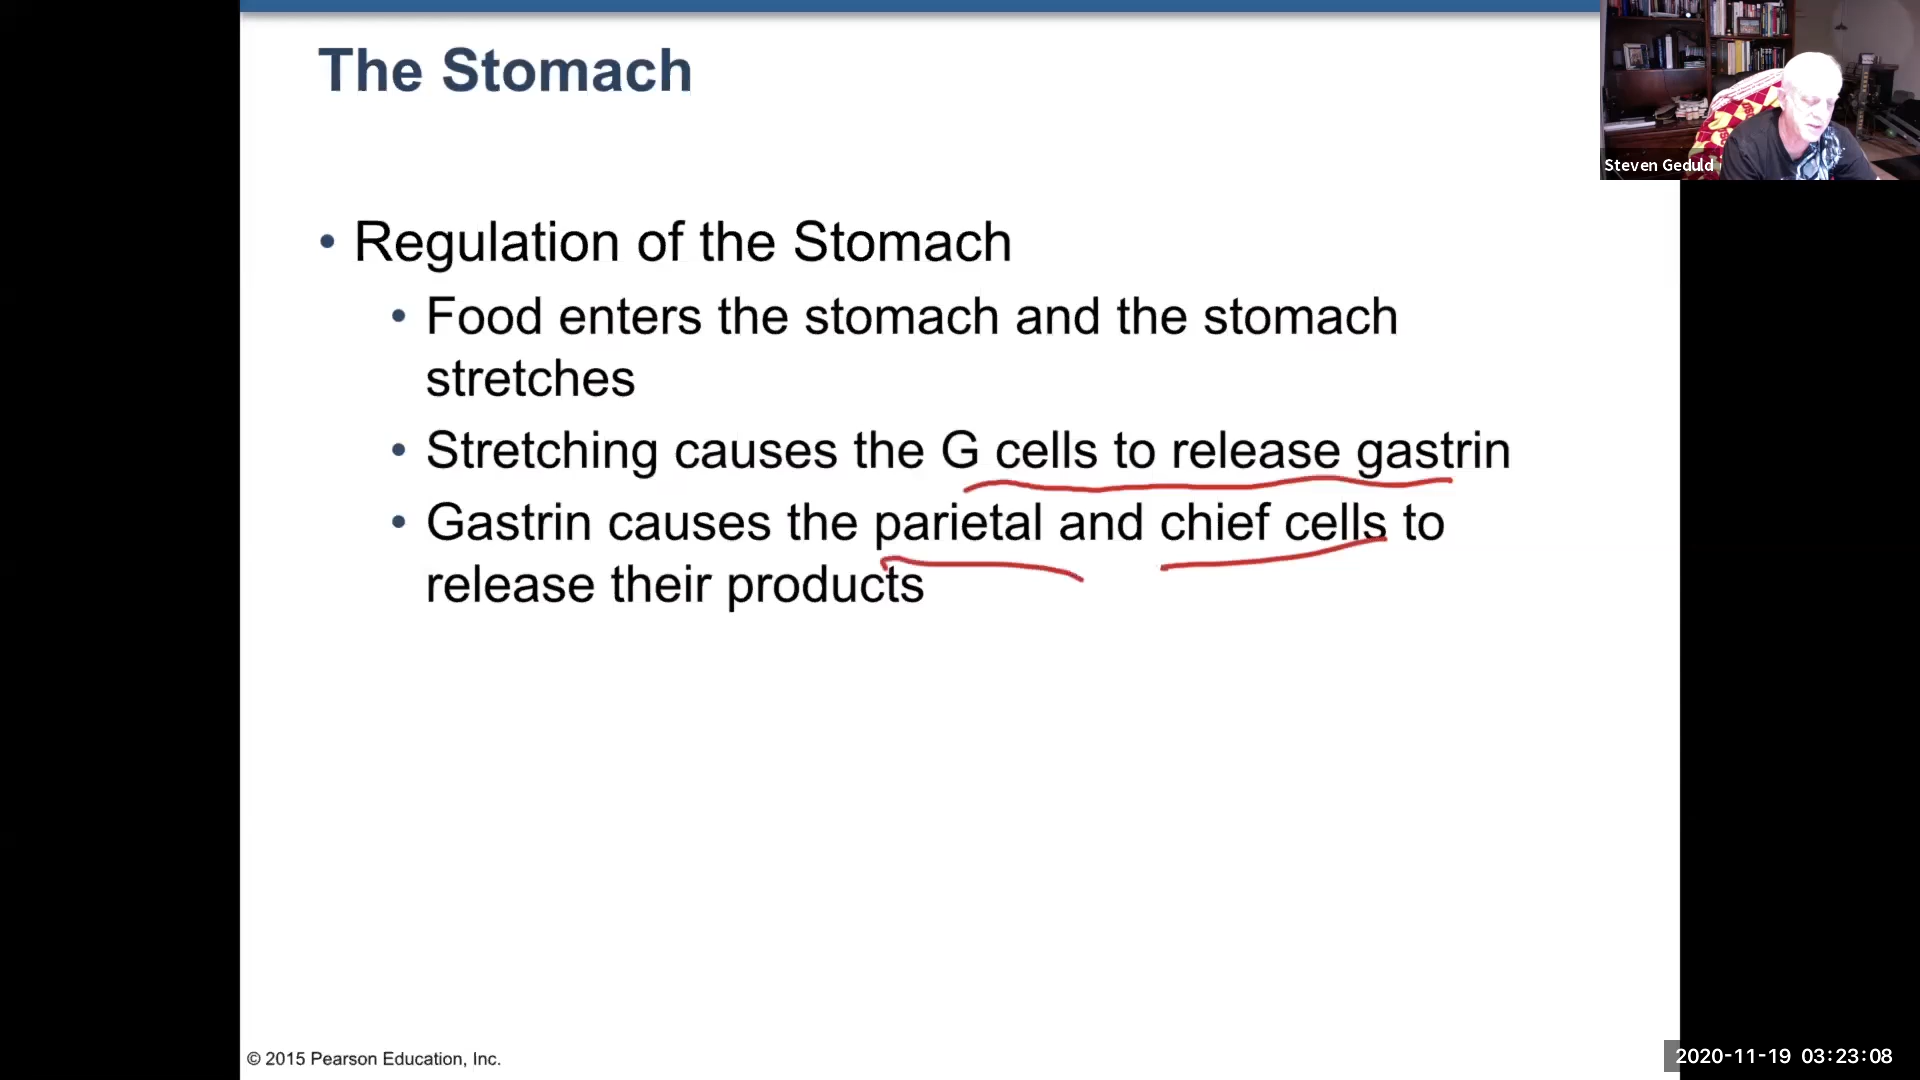 The Stomach
Steven Geduld
• Regulation of the Stomach
• Food enters the stomach and the stomach
stretches
• Stretching causes the G cells to release gastrin
• Gastrin causes the parietal and chief cells to
release their products
© 2015 Pearson Education, Inc.
2020-11-19 03:23:08